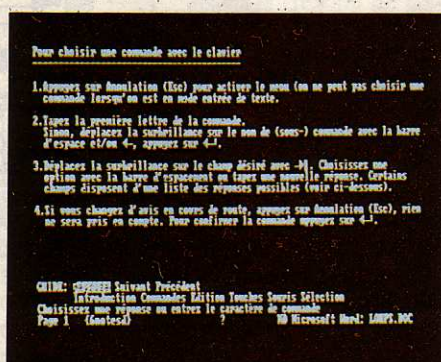 Pour choisir une commande avec le clavier
1.Appuyez sur Annulation (Esc) pour activer le menu (on ne peut pas choisir une
commande lorsqu'on est en mode entrée de texte.
2.Tapez la première lettre de la commande.
Sinon, déplacez la surbrillance sur le nom de (sous-) commande avec la barre
d'espace et/ou ←, appuyez sur ↵.
3.Déplacez la surbrillance sur le champ désiré avec →|. Choisissez une
option avec la barre d'espacement ou tapez une nouvelle réponse. Certains
champs disposent d'une liste des réponses possibles (voir ci-dessous).
4.Si vous changez d'avis en cours de route, appuyez sur Annulation (Esc), rien
ne sera pris en compte. Pour confirmer la commande appuyez sur ↵.
GUIDE: Suivant Précédent
Introduction Commandes Edition Touches Souris Sélection
Choisissez une réponse ou entrez le caractère de commande
Page 1 ? Microsoft Word: LOUPS.DOC